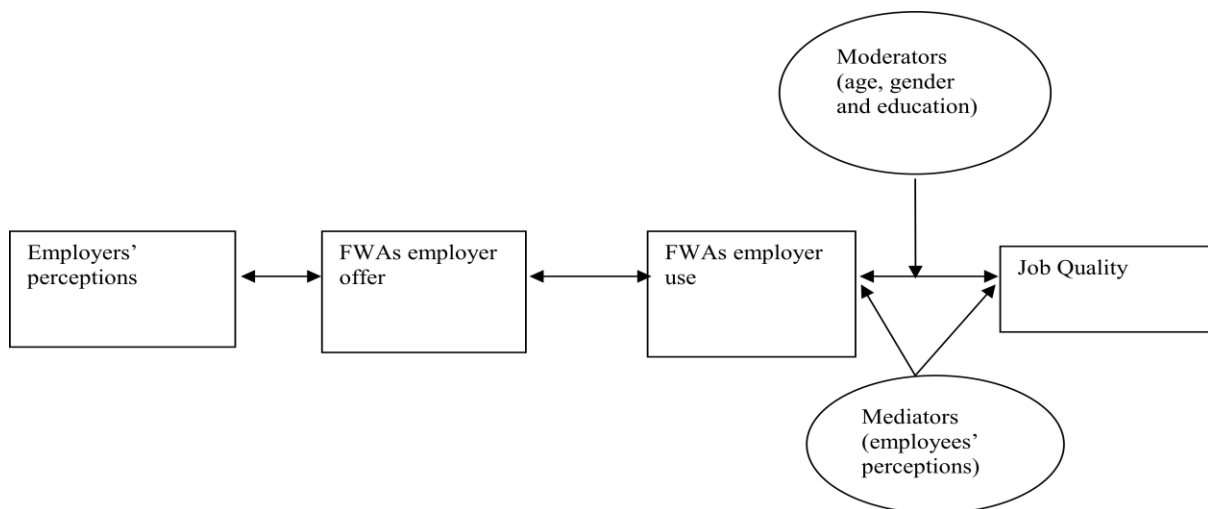 Moderators
(age, gender
and education)
Employers’
perceptions
FWAs employer
offer
FWAs employer
use
Job Quality
Mediators
(employees’
perceptions)